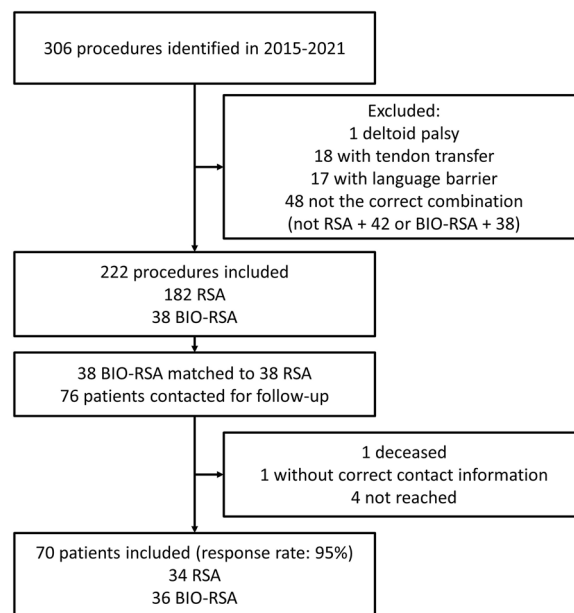 306 procedures identified in 2015-2021
Excluded:
1 deltoid palsy
18 with tendon transfer
17 with language barrier
48 not the correct combination
(not RSA + 42 or BIO-RSA + 38)
222 procedures included
182 RSA
38 BIO-RSA
38 BIO-RSA matched to 38 RSA
76 patients contacted for follow-up
1 deceased
1 without correct contact information
4 not reached
70 patients included (response rate: 95%)
34 RSA
36 BIO-RSA